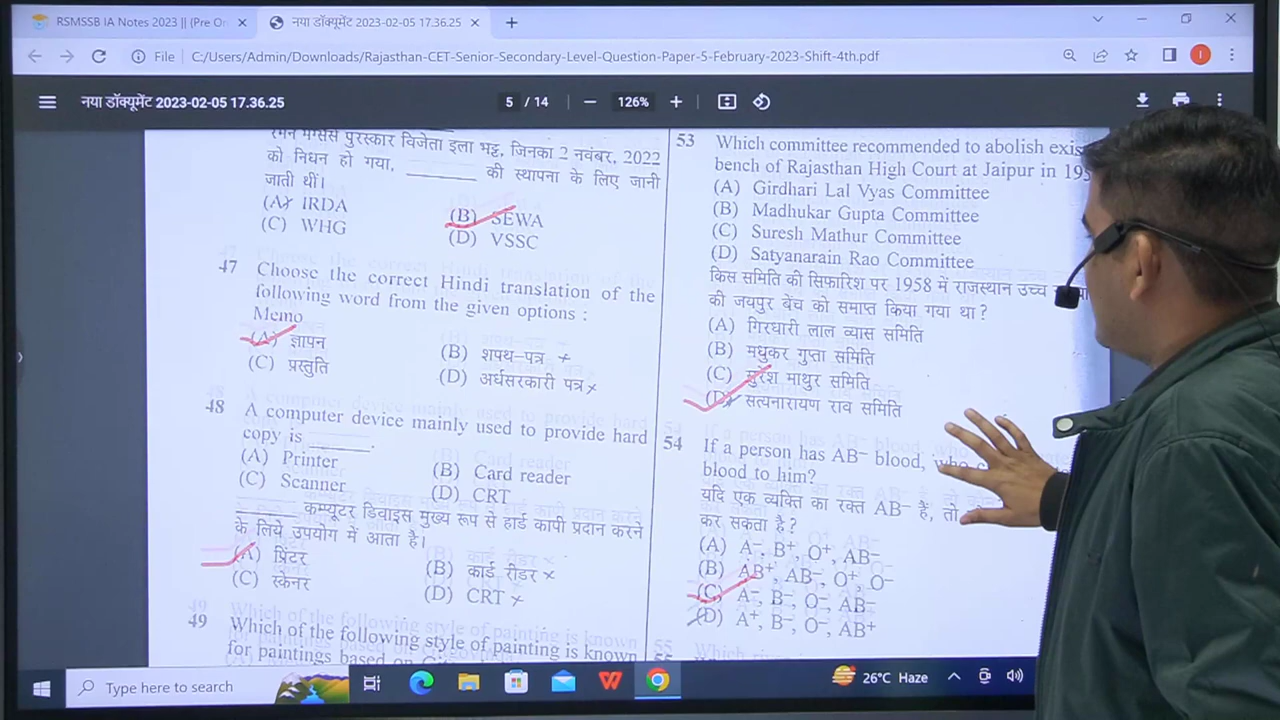 RSMSSB IA Notes 2023 || (Pre On
नया डॉक्यूमेंट 2023-02-05 17.36.25
File
C:/Users/Admin/Downloads/Rajasthan-CET-Senior-Secondary-Level-Question-Paper-5-February-2023-Shift-4th.pdf
नया डॉक्यूमेंट 2023-02-05 17.36.25
5 / 14
126%
रमन मैग्सेसे पुरस्कार विजेता इला भट्ट, जिनका 2 नवंबर, 2022
को निधन हो गया, ________ की स्थापना के लिए जानी
जाती थीं।
(A) IRDA
(B) SEWA
(C) WHG
(D) VSSC
47 Choose the correct Hindi translation of the
following word from the given options :
Memo
(A) ज्ञापन
(B) शपथ-पत्र
(C) प्रस्तुति
(D) अर्धसरकारी पत्र
48 A computer device mainly used to provide hard
copy is ________.
(A) Printer
(B) Card reader
(C) Scanner
(D) CRT
________ कम्प्यूटर डिवाइस मुख्य रूप से हार्ड कापी प्रदान करने
के लिये उपयोग में आता है।
(A) प्रिंटर
(B) कार्ड रीडर
(C) स्केनर
(D) CRT
49 Which of the following style of painting is known
for paintings based on
53 Which committee recommended to abolish
bench of Rajasthan High Court at Jaipur in
(A) Girdhari Lal Vyas Committee
(B) Madhukar Gupta Committee
(C) Suresh Mathur Committee
(D) Satyanarain Rao Committee
किस समिति की सिफारिश पर 1958 में राजस्थान उच्च
की जयपुर बेंच को समाप्त किया गया था?
(A) गिरधारी लाल व्यास समिति
(B) मधुकर गुप्ता समिति
(C) सुरेश माथुर समिति
(D) सत्यनारायण राव समिति
54 If a person has AB⁻ blood, who
blood to him?
यदि एक व्यक्ति का रक्त AB⁻ है, तो
कर सकता है?
(A) A⁻, B⁺, O⁺, AB⁻
(B) AB⁺, AB⁻, O⁺, O⁻
(C) A⁻, B⁻, O⁻, AB⁻
(D) A⁺, B⁻, O⁻, AB⁺
55
Type here to search
26°C Haze